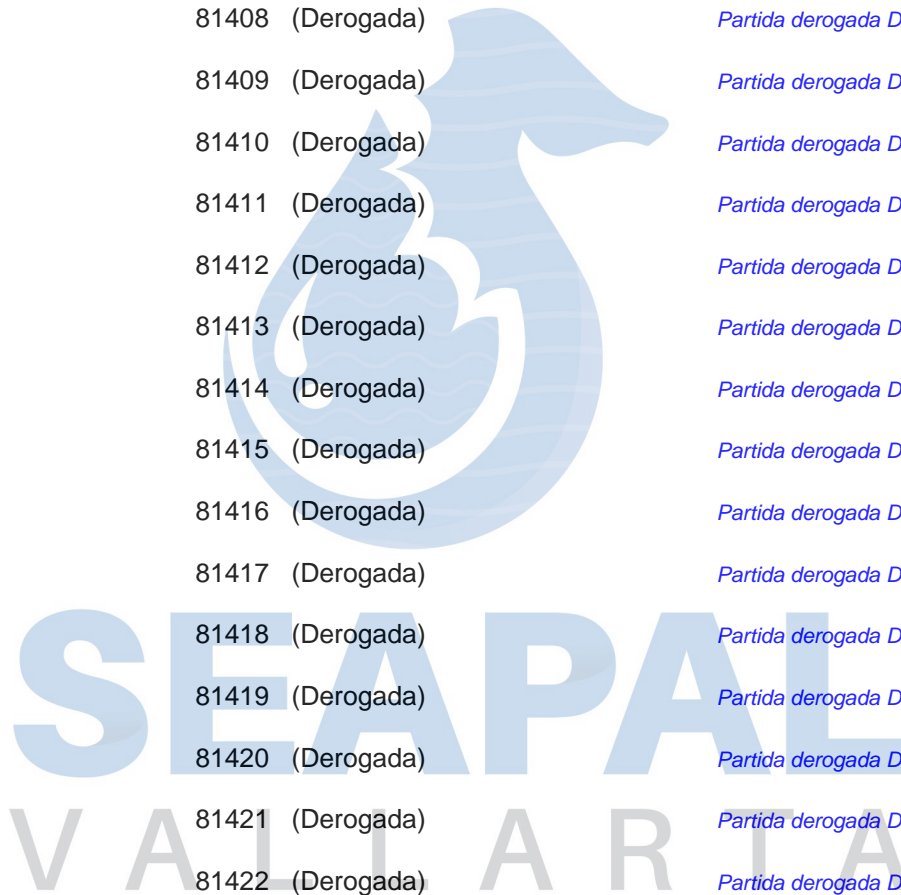 81408 (Derogada) Partida derogada D
81409 (Derogada) Partida derogada D
81410 (Derogada) Partida derogada D
81411 (Derogada) Partida derogada D
81412 (Derogada) Partida derogada D
81413 (Derogada) Partida derogada D
81414 (Derogada) Partida derogada D
81415 (Derogada) Partida derogada D
81416 (Derogada) Partida derogada D
81417 (Derogada) Partida derogada D
81418 (Derogada) Partida derogada D
81419 (Derogada) Partida derogada D
81420 (Derogada) Partida derogada D
81421 (Derogada) Partida derogada D
81422 (Derogada) Partida derogada D
SEAPAL
VALLARTA